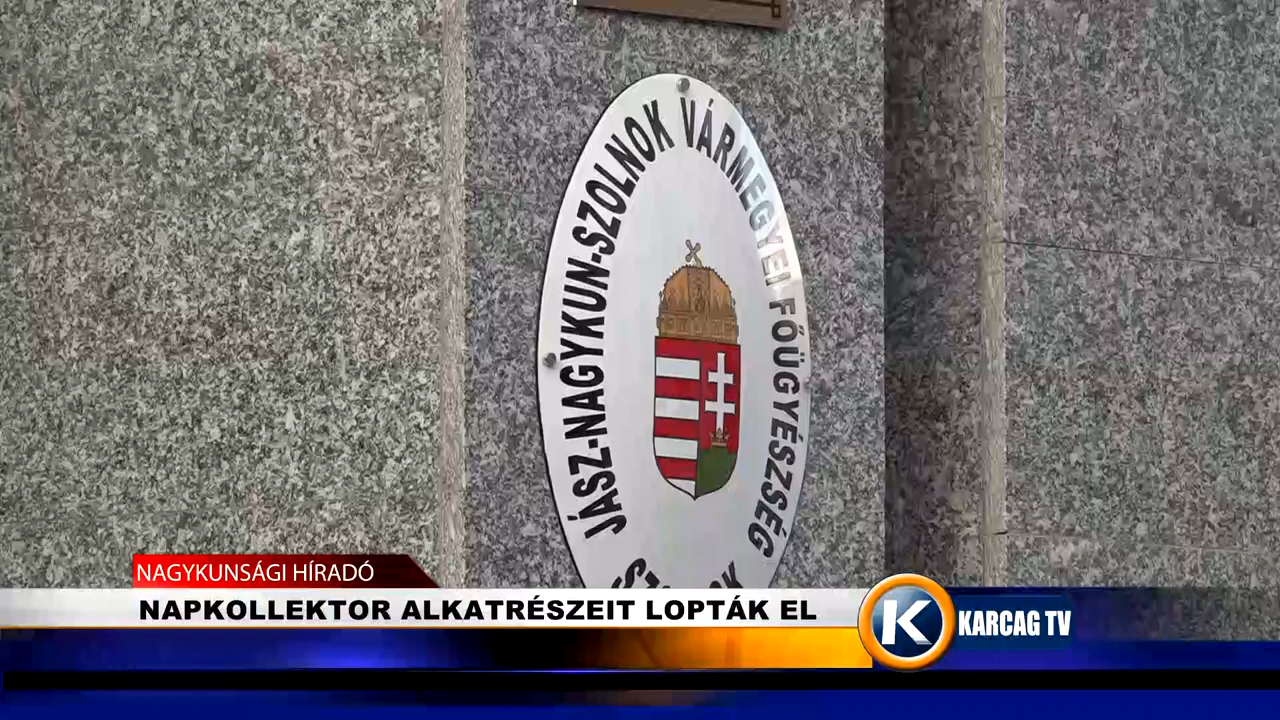 JÁSZ-NAGYKUN-SZOLNOK VÁRMEGYEI FŐÜGYÉSZSÉG
NAGYKUNSÁGI HÍRADÓ
NAPKOLLEKTOR ALKATRÉSZEIT LOPTÁK EL
K KARCAG TV